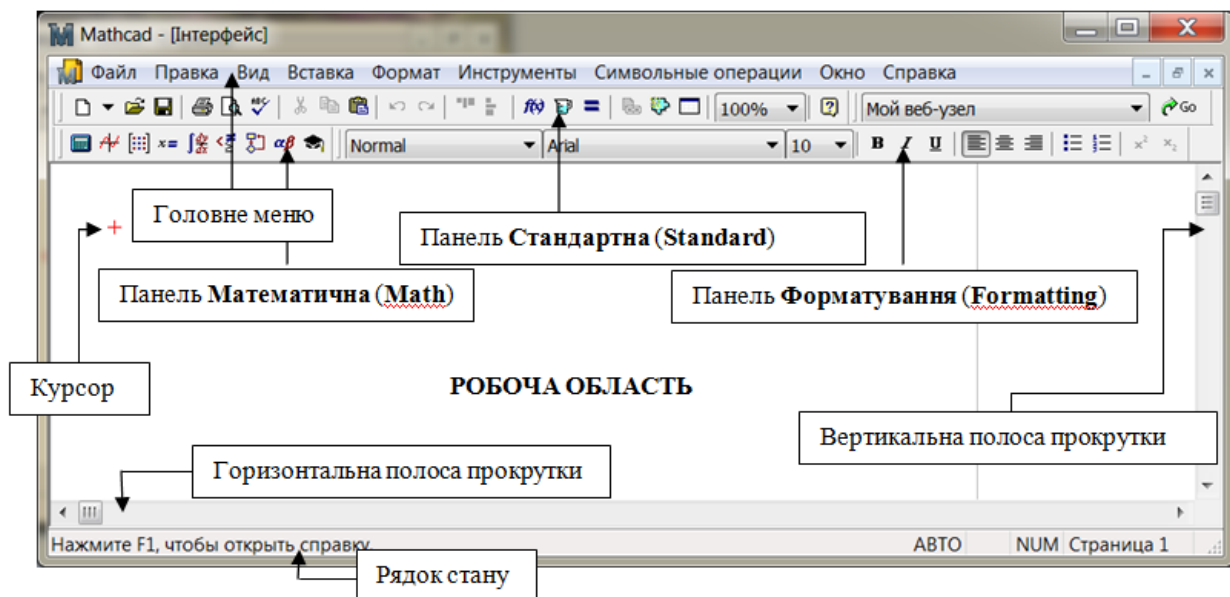 Mathcad - [Інтерфейс]
Файл Правка Вид Вставка Формат Инструменты Символьные операции Окно Справка
100% Мой веб-узел Go
Normal Arial 10 B I U
Головне меню
Панель Стандартна (Standard)
Панель Математична (Math)
Панель Форматування (Formatting)
Курсор
РОБОЧА ОБЛАСТЬ
Вертикальна полоса прокрутки
Горизонтальна полоса прокрутки
Нажмите F1, чтобы открыть справку. АВТО NUM Страница 1
Рядок стану